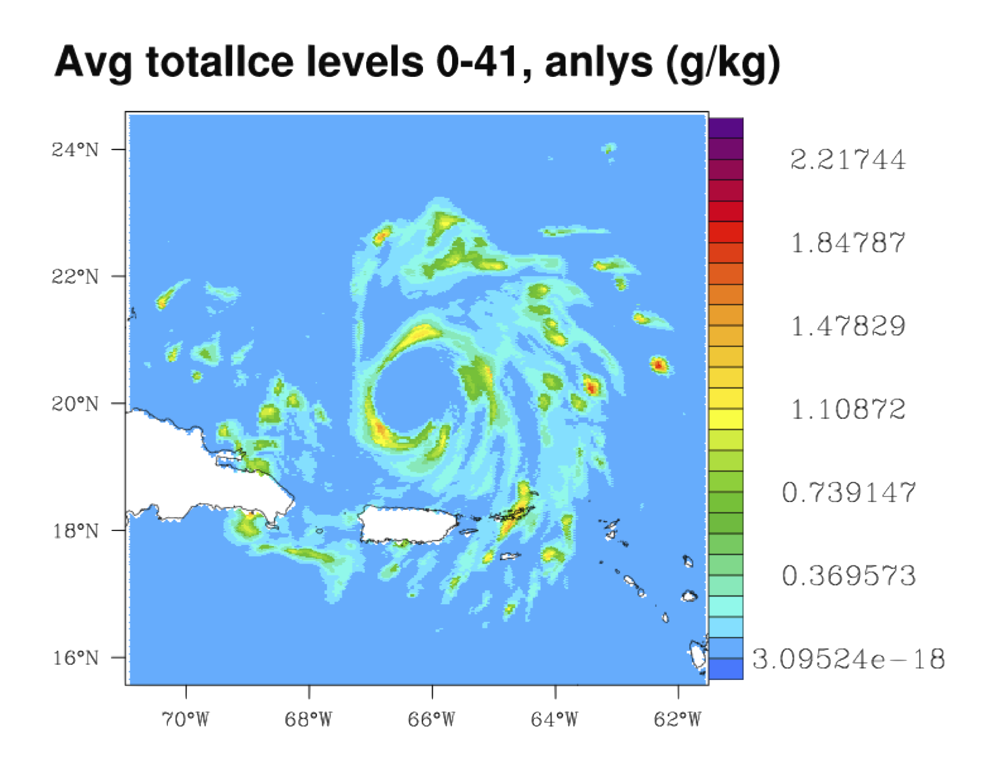 Avg totalIce levels 0-41, anlys (g/kg)
24°N
22°N
20°N
18°N
16°N
70°W 68°W 66°W 64°W 62°W
2.21744
1.84787
1.47829
1.10872
0.739147
0.369573
3.09524e-18